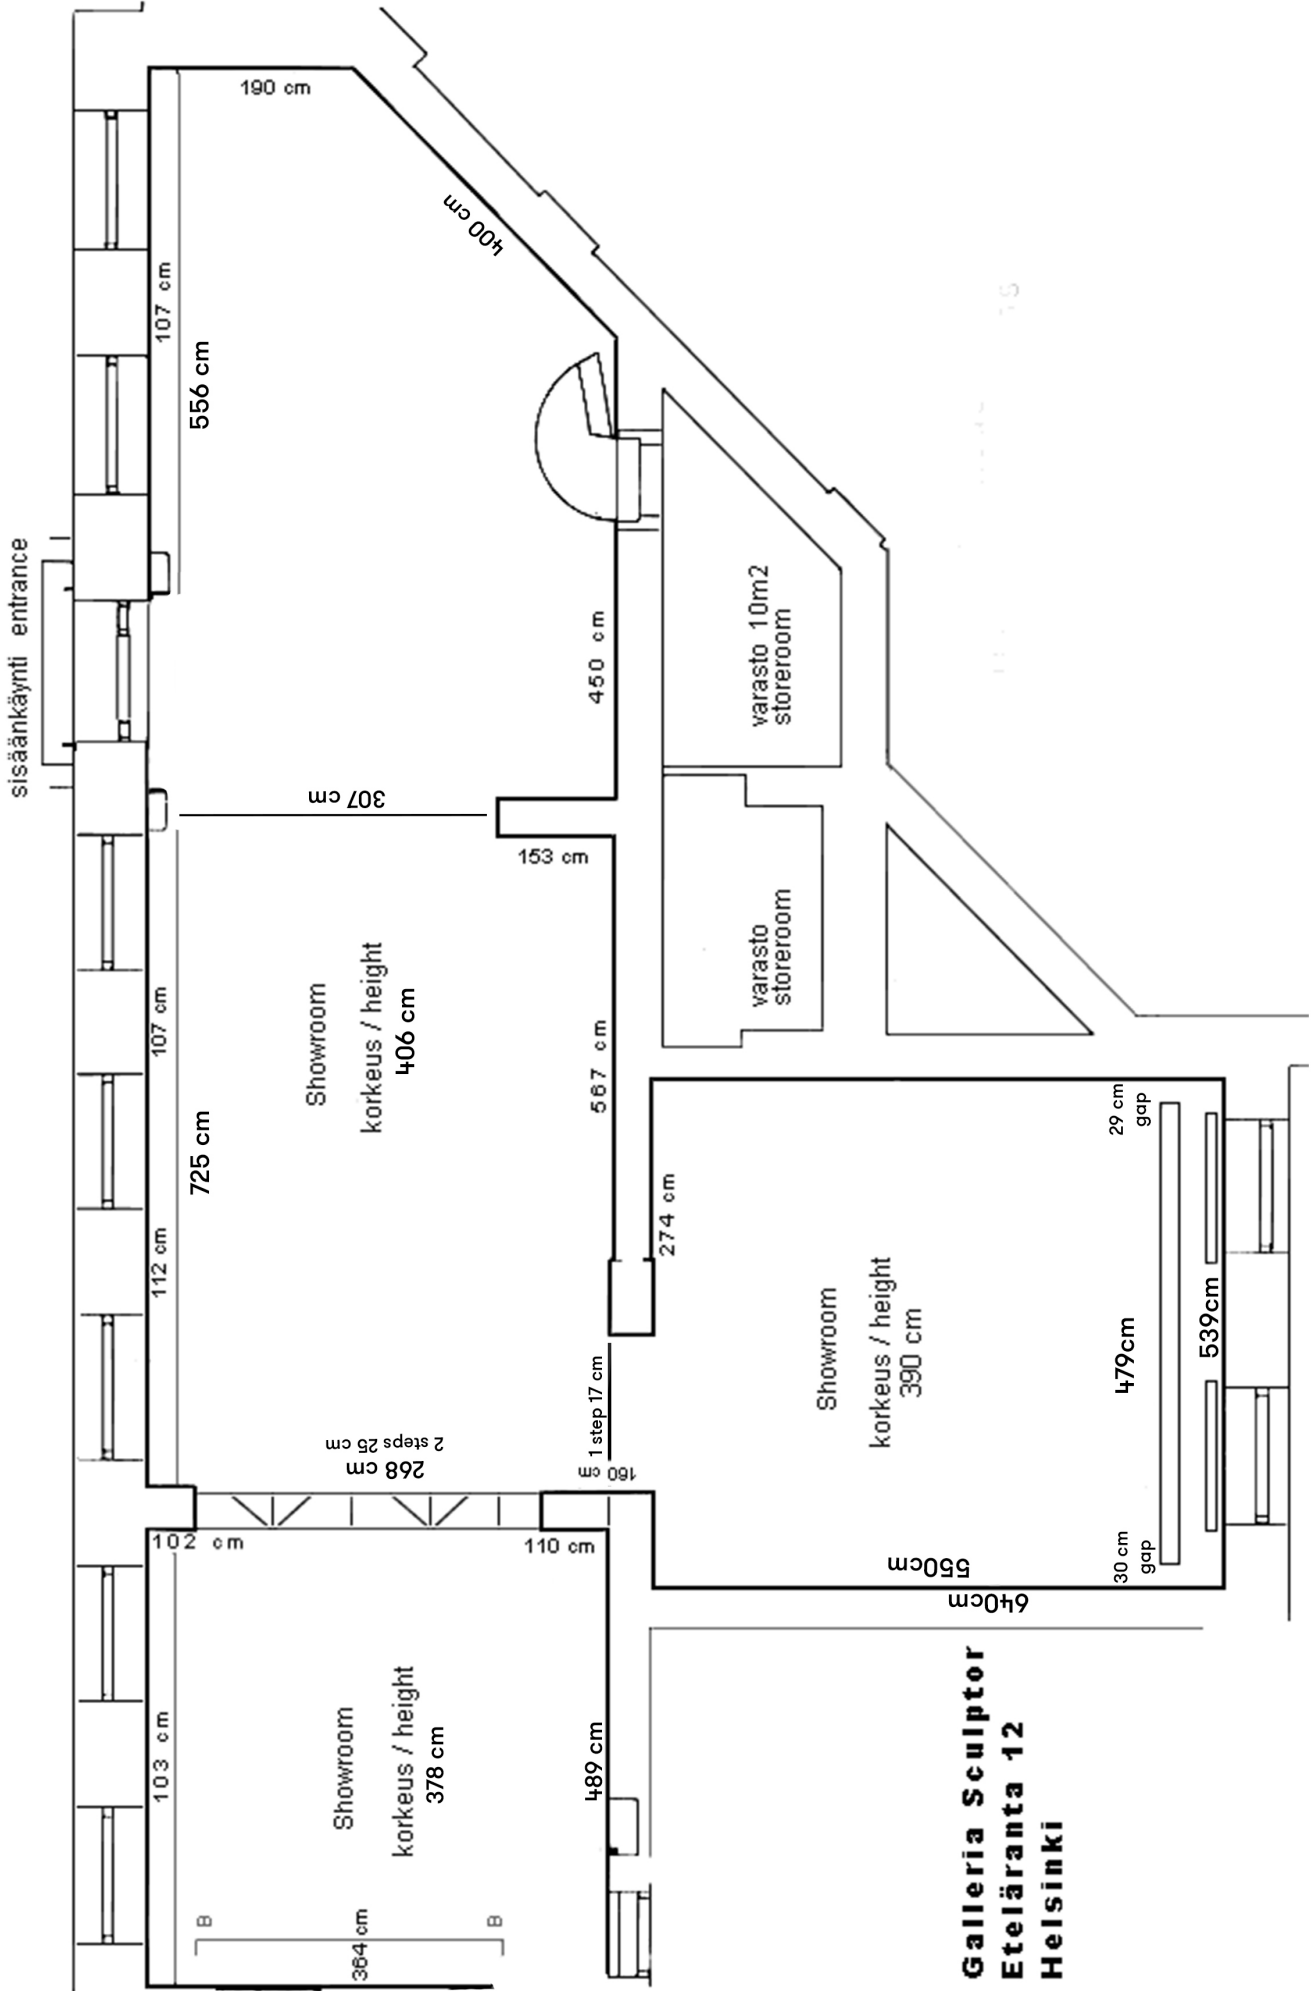 190 cm
400 cm
107 cm
556 cm
sisäänkäynti entrance
450 cm
varasto 10m2
storeroom
307 cm
153 cm
Showroom
korkeus / height
406 cm
varasto
storeroom
107 cm
567 cm
725 cm
112 cm
274 cm
29 cm
gap
Showroom
korkeus / height
390 cm
479cm
539cm
1 step 17 cm
2 steps 25 cm
268 cm
160 cm
102 cm
110 cm
30 cm
gap
550cm
640cm
Showroom
korkeus / height
378 cm
103 cm
489 cm
B
B
364 cm
Galleria Sculptor
Eteläranta 12
Helsinki